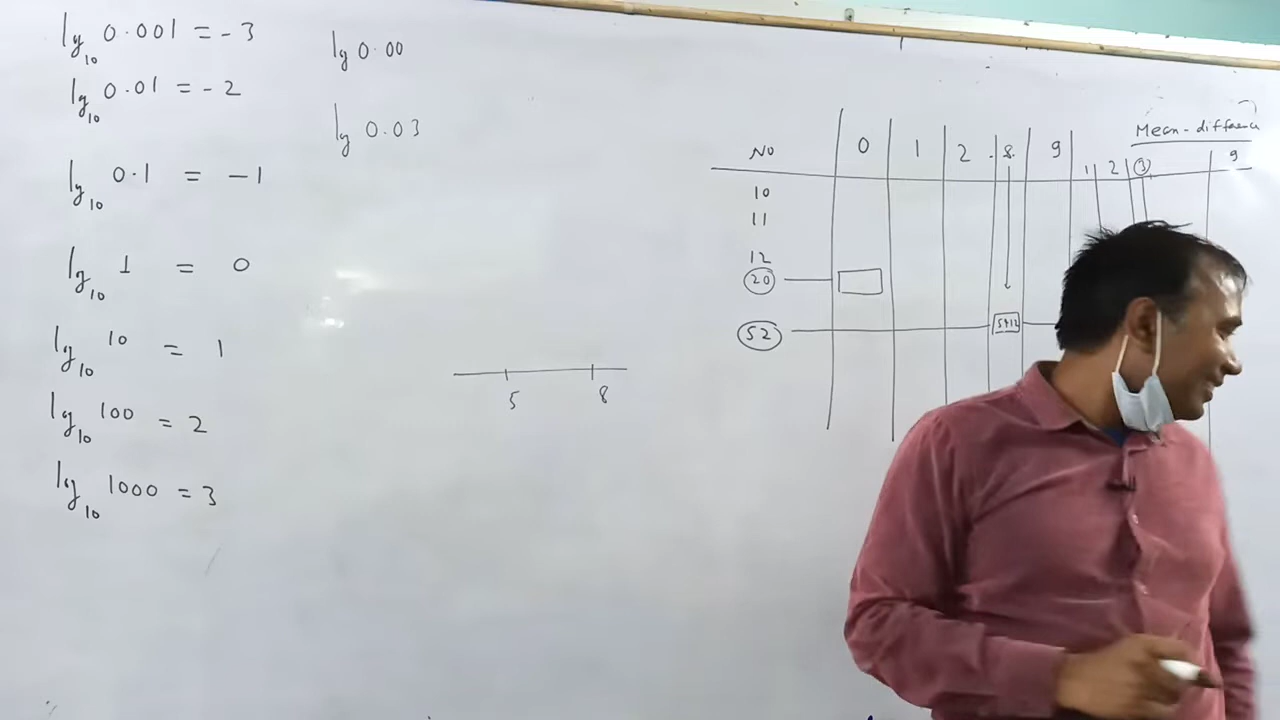 log₁₀ 0.001 = -3
log₁₀ 0.01 = -2
log₁₀ 0.1 = -1
log₁₀ 1 = 0
log₁₀ 10 = 1
log₁₀ 100 = 2
log₁₀ 1000 = 3
log 0.00
log 0.03
5 8
Mean-difference
No 0 1 2 8 9 1 2 3 9
10
11
12
20
52